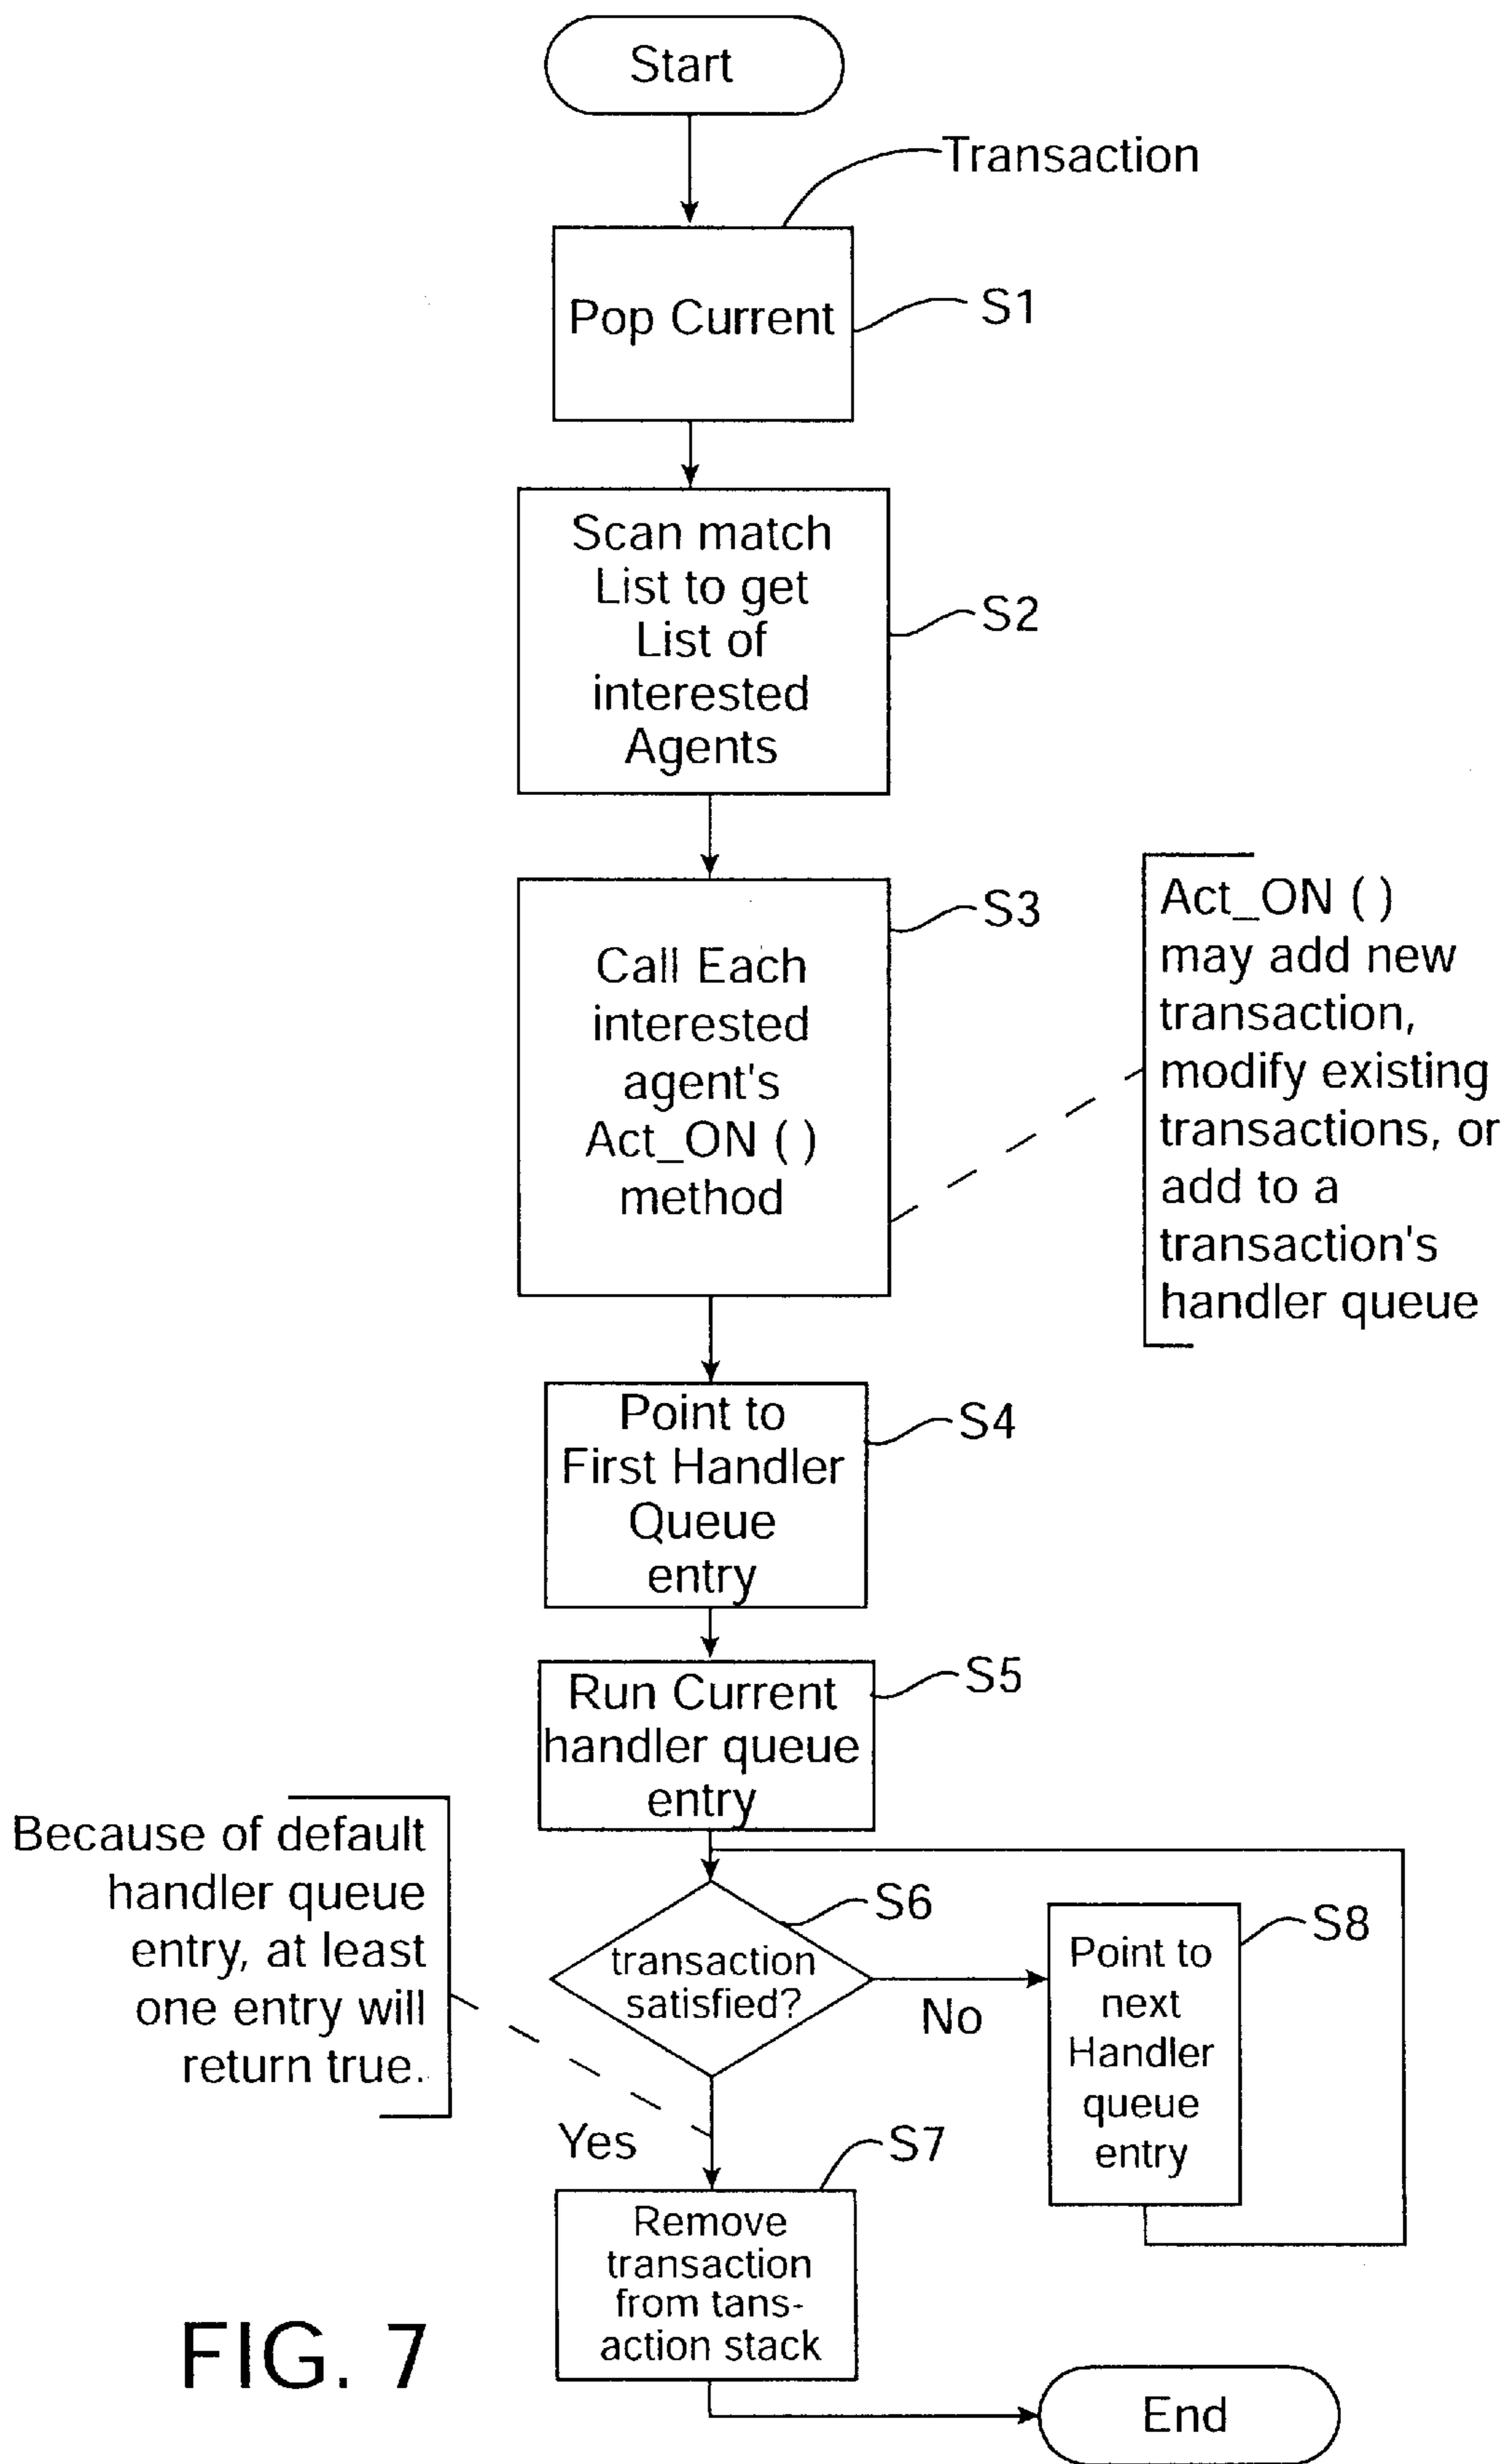 Start
Transaction
Pop Current
S1
Scan match
List to get
List of
interested
Agents
S2
S3
Call Each
interested
agent's
Act_ON ( )
method
Act_ON ( )
may add new
transaction,
modify existing
transactions, or
add to a
transaction's
handler queue
Point to
First Handler
Queue
entry
S4
Run Current
handler queue
entry
S5
Because of default
handler queue
entry, at least
one entry will
return true.
S6
transaction
satisfied?
No
S8
Point to
next
Handler
queue
entry
Yes
S7
Remove
transaction
from tans-
action stack
FIG. 7
End